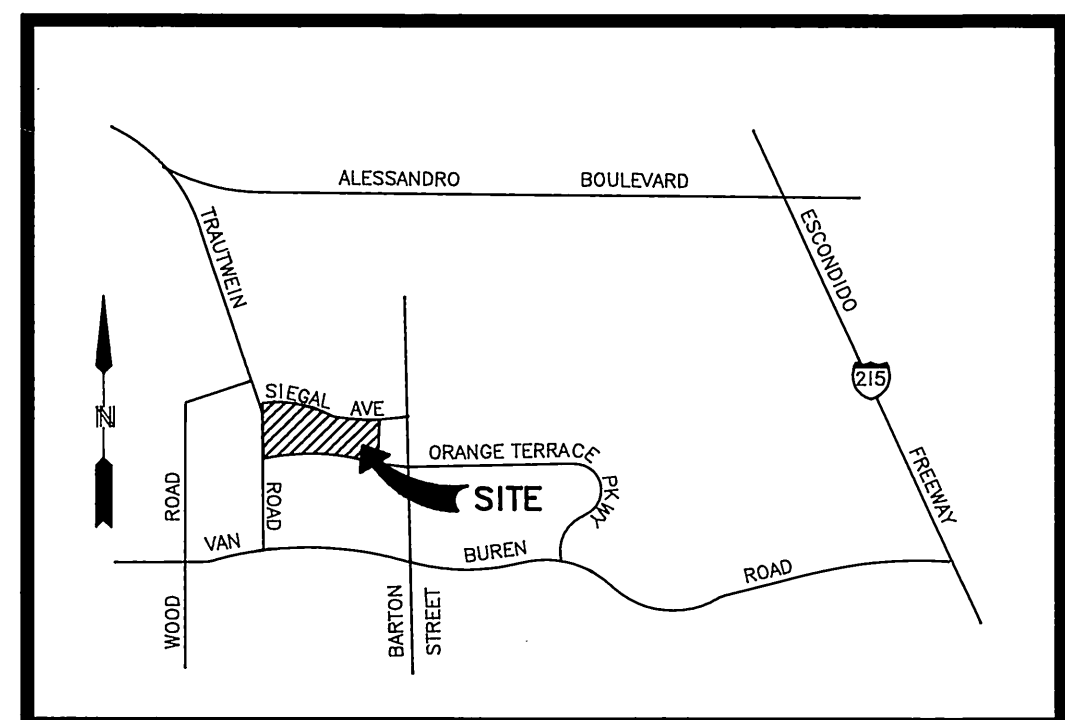 ALESSANDRO BOULEVARD
TRAUTWEIN
ESCONDIDO
215
N
SIEGAL AVE
ORANGE TERRACE
PKWY
FREEWAY
ROAD
ROAD
SITE
VAN BUREN ROAD
WOOD
BARTON
STREET